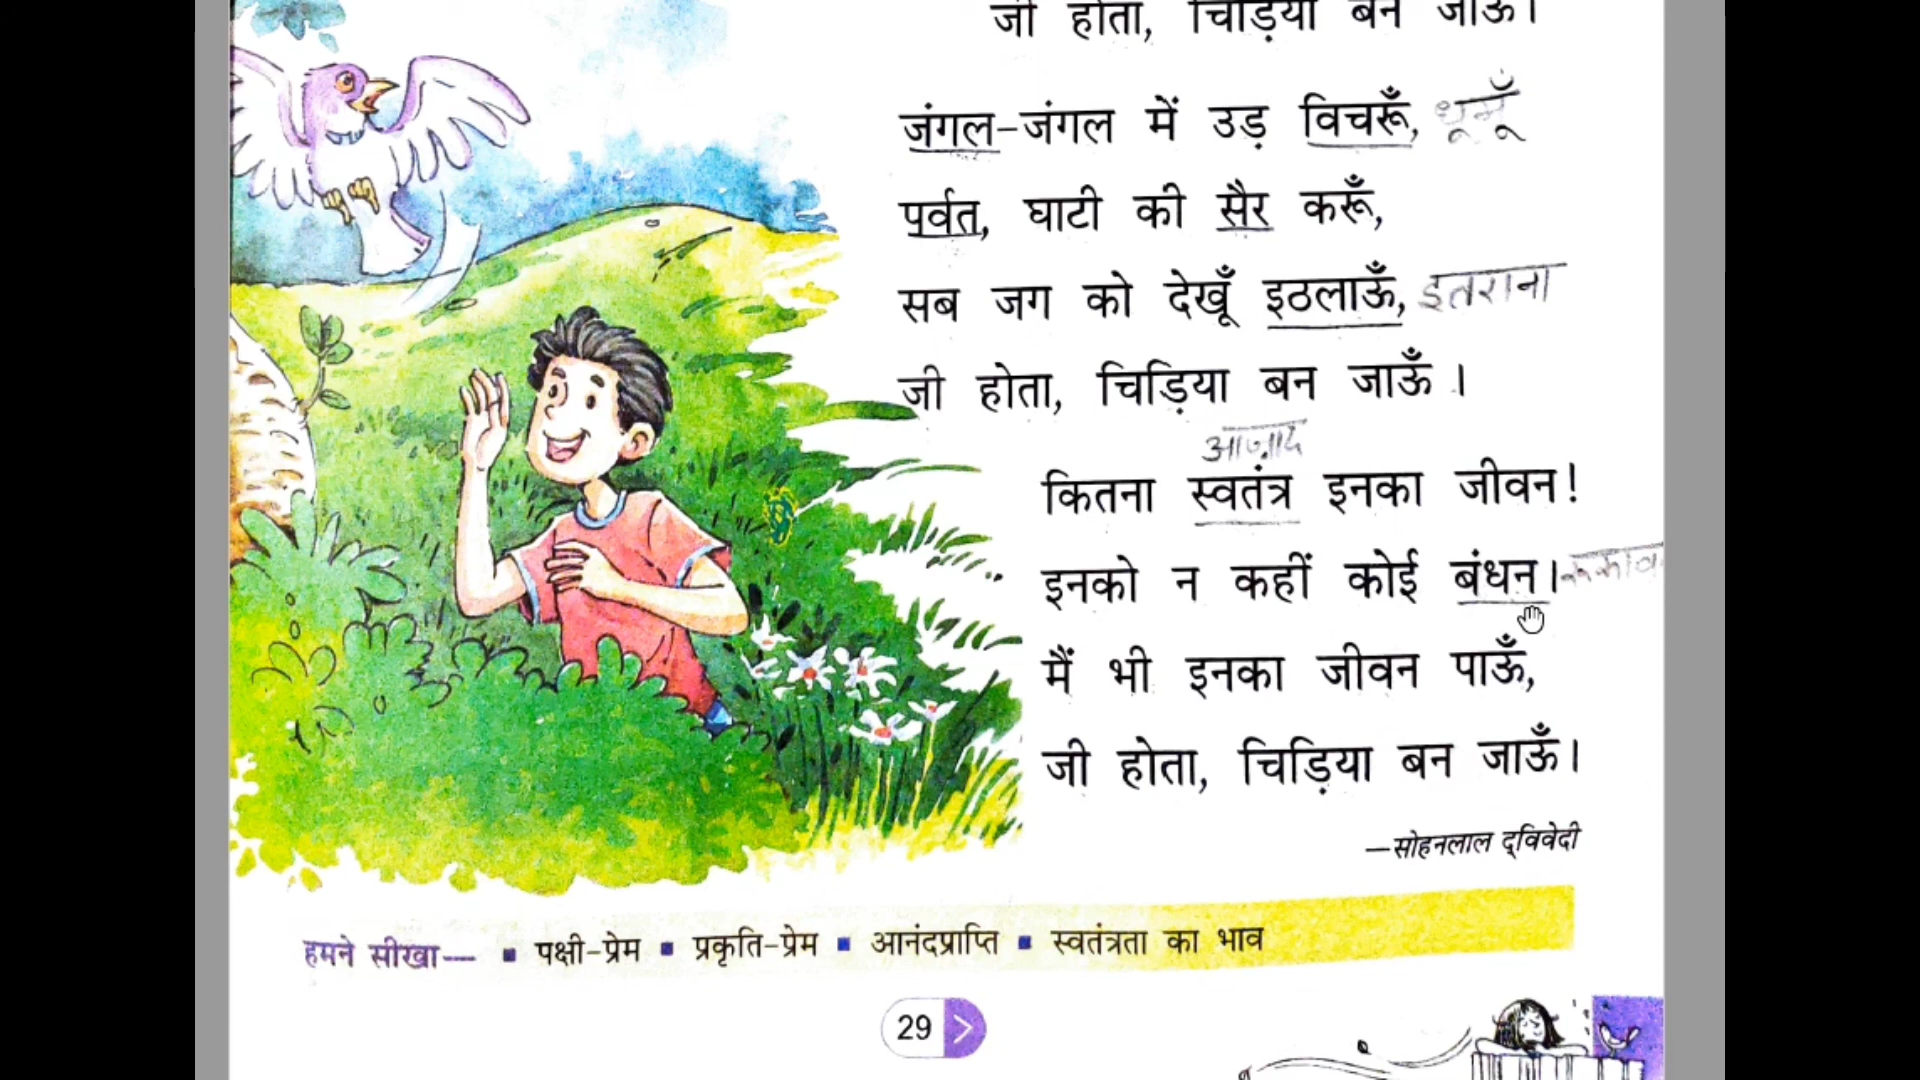 जी होता, चिड़िया बन जाऊँ।
जंगल-जंगल में उड़ विचरूँ, घूमूँ
पर्वत, घाटी की सैर करूँ,
सब जग को देखूँ इठलाऊँ, इतराना
जी होता, चिड़िया बन जाऊँ ।
आज़ाद
कितना स्वतंत्र इनका जीवन!
इनको न कहीं कोई बंधन।
मैं भी इनका जीवन पाऊँ,
जी होता, चिड़िया बन जाऊँ।
—सोहनलाल द्विवेदी
हमने सीखा— ▪ पक्षी-प्रेम ▪ प्रकृति-प्रेम ▪ आनंदप्राप्ति ▪ स्वतंत्रता का भाव
29